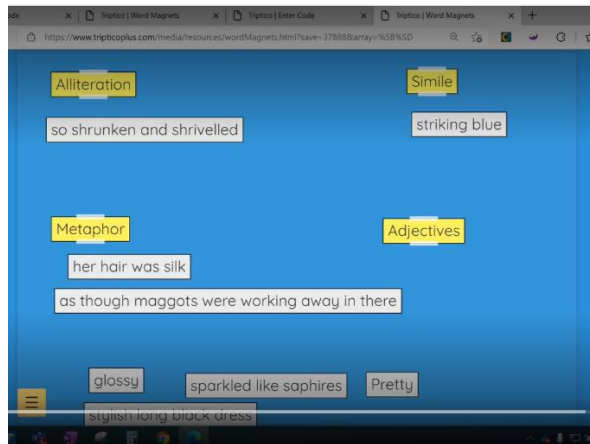 ode
Triptico | Word Magnets
Triptico | Enter Code
Triptico | Word Magnets
https://www.tripticoplus.com/media/resources/wordMagnets.html?save=37888&array=%5B%5D
Alliteration
Simile
so shrunken and shrivelled
striking blue
Metaphor
Adjectives
her hair was silk
as though maggots were working away in there
glossy
sparkled like saphires
Pretty
stylish long black dress